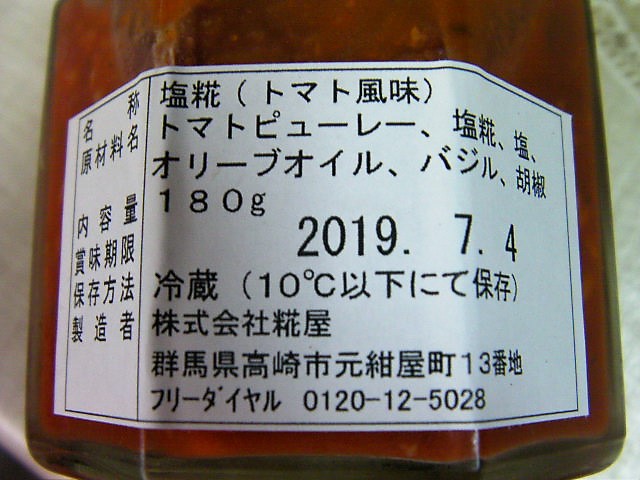 名称 塩糀(トマト風味)
原材料名 トマトピューレー、塩糀、塩、
オリーブオイル、バジル、胡椒
内容量 180g
賞味期限 2019. 7. 4
保存方法 冷蔵(10℃以下にて保存)
製造者 株式会社糀屋
群馬県高崎市元紺屋町13番地
フリーダイヤル 0120-12-5028